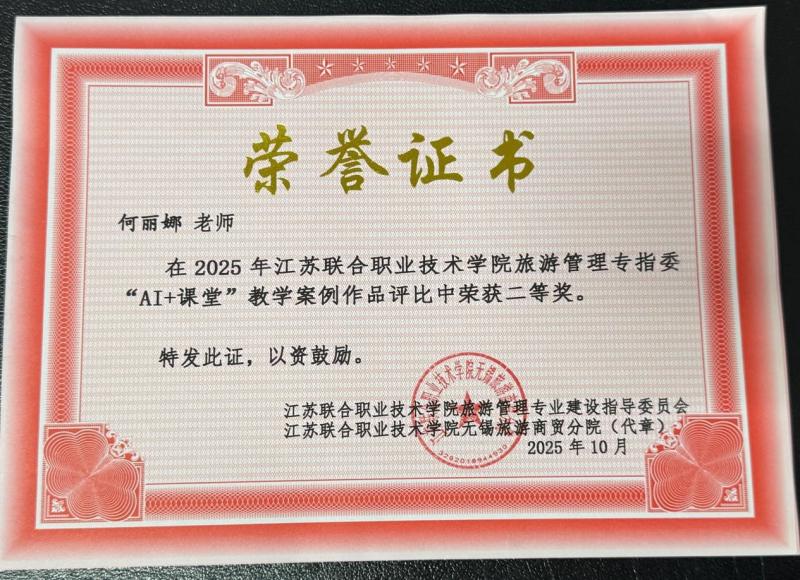 荣誉证书
何丽娜 老师
在 2025 年江苏联合职业技术学院旅游管理专指委
“AI+课堂”教学案例作品评比中荣获二等奖。
特发此证，以资鼓励。
江苏联合职业技术学院旅游管理专业建设指导委员会
江苏联合职业技术学院无锡旅游商贸分院（代章）
2025 年 10 月